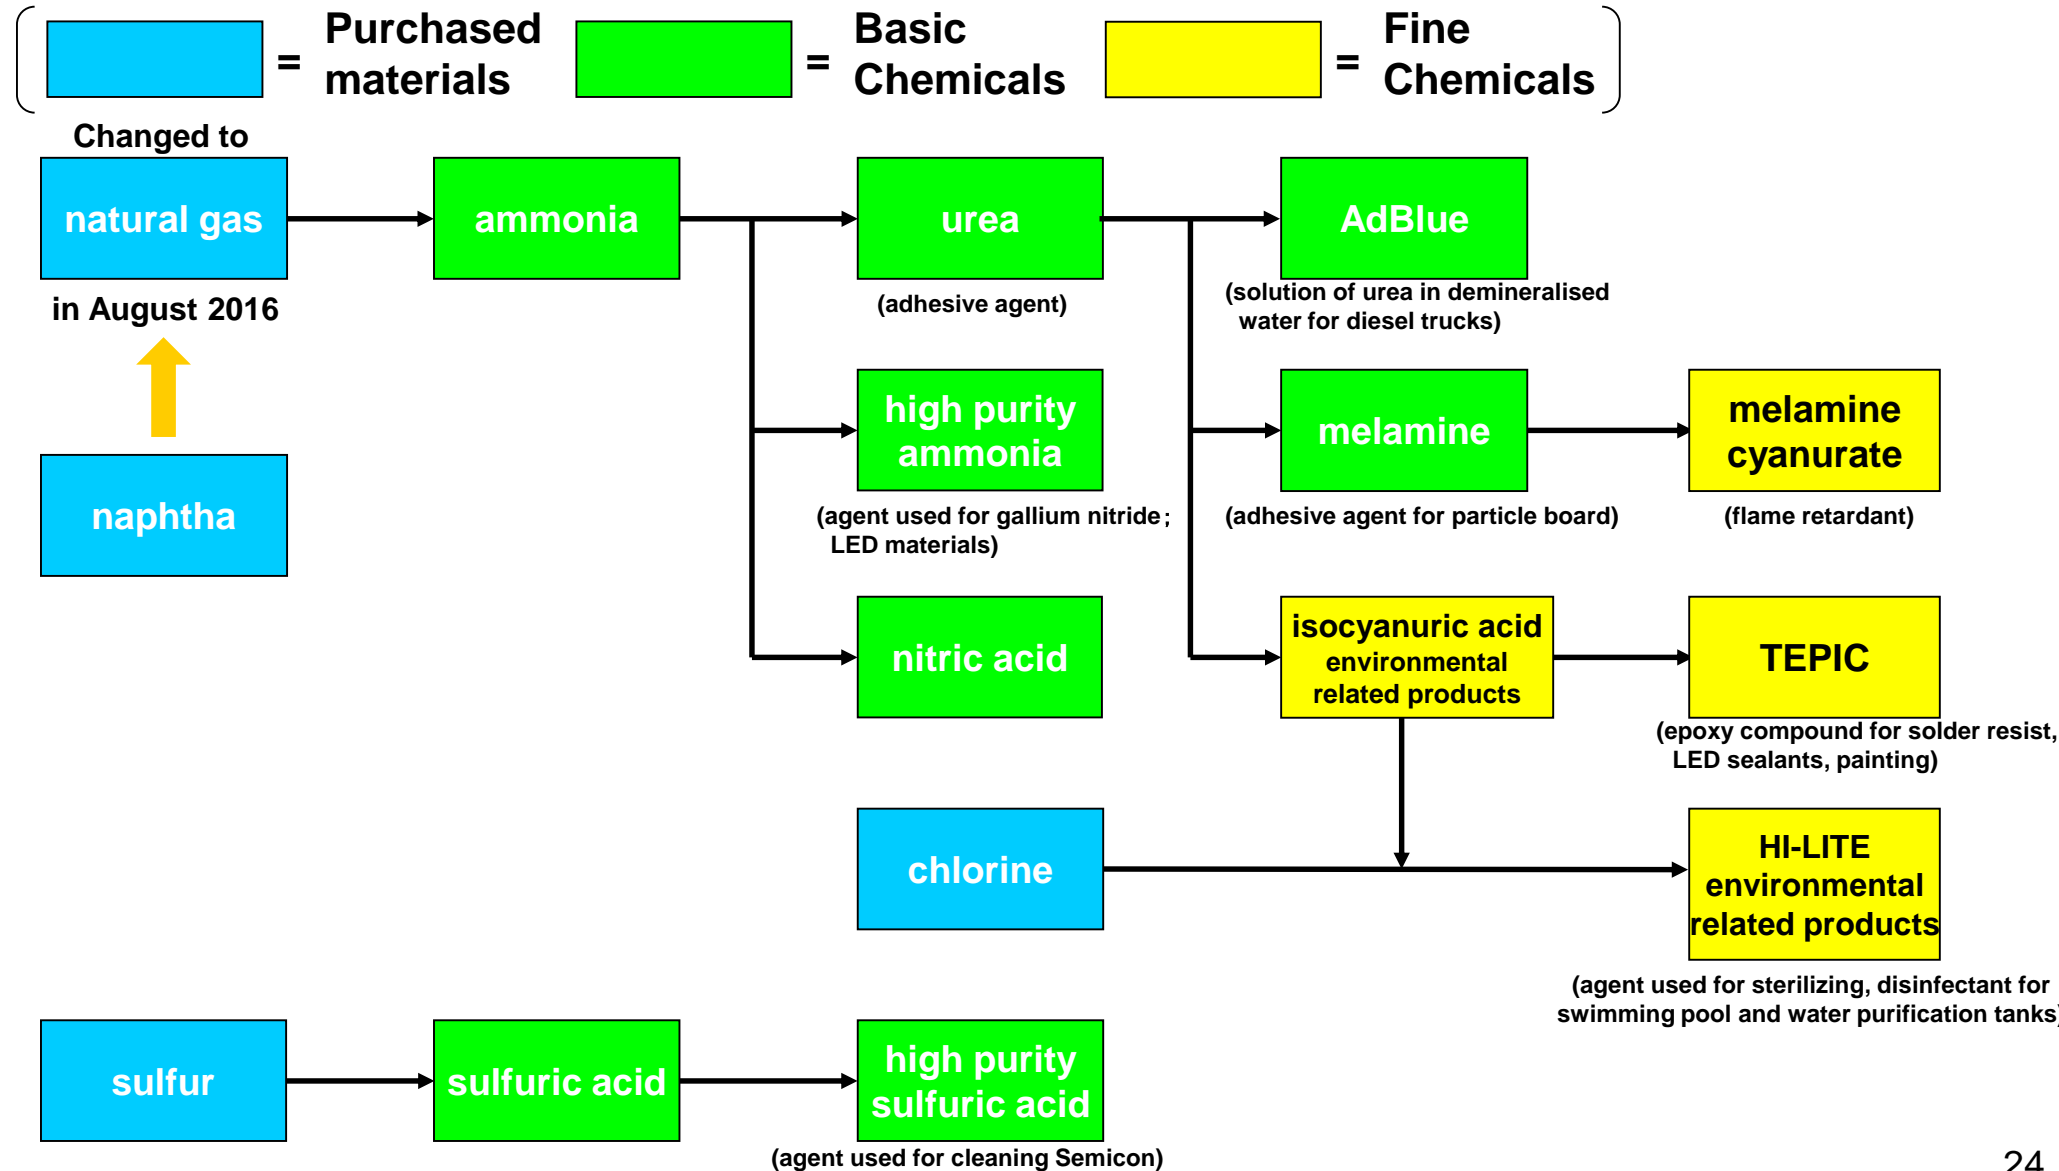 = Purchased materials = Basic Chemicals = Fine Chemicals
Changed to
natural gas
in August 2016
naphtha
ammonia
urea
(adhesive agent)
AdBlue
(solution of urea in demineralised
water for diesel trucks)
high purity
ammonia
(agent used for gallium nitride;
LED materials)
melamine
(adhesive agent for particle board)
melamine
cyanurate
(flame retardant)
nitric acid
isocyanuric acid
environmental
related products
TEPIC
(epoxy compound for solder resist,
LED sealants, painting)
chlorine
HI-LITE
environmental
related products
(agent used for sterilizing, disinfectant for
swimming pool and water purification tanks)
sulfur
sulfuric acid
high purity
sulfuric acid
(agent used for cleaning Semicon)
24